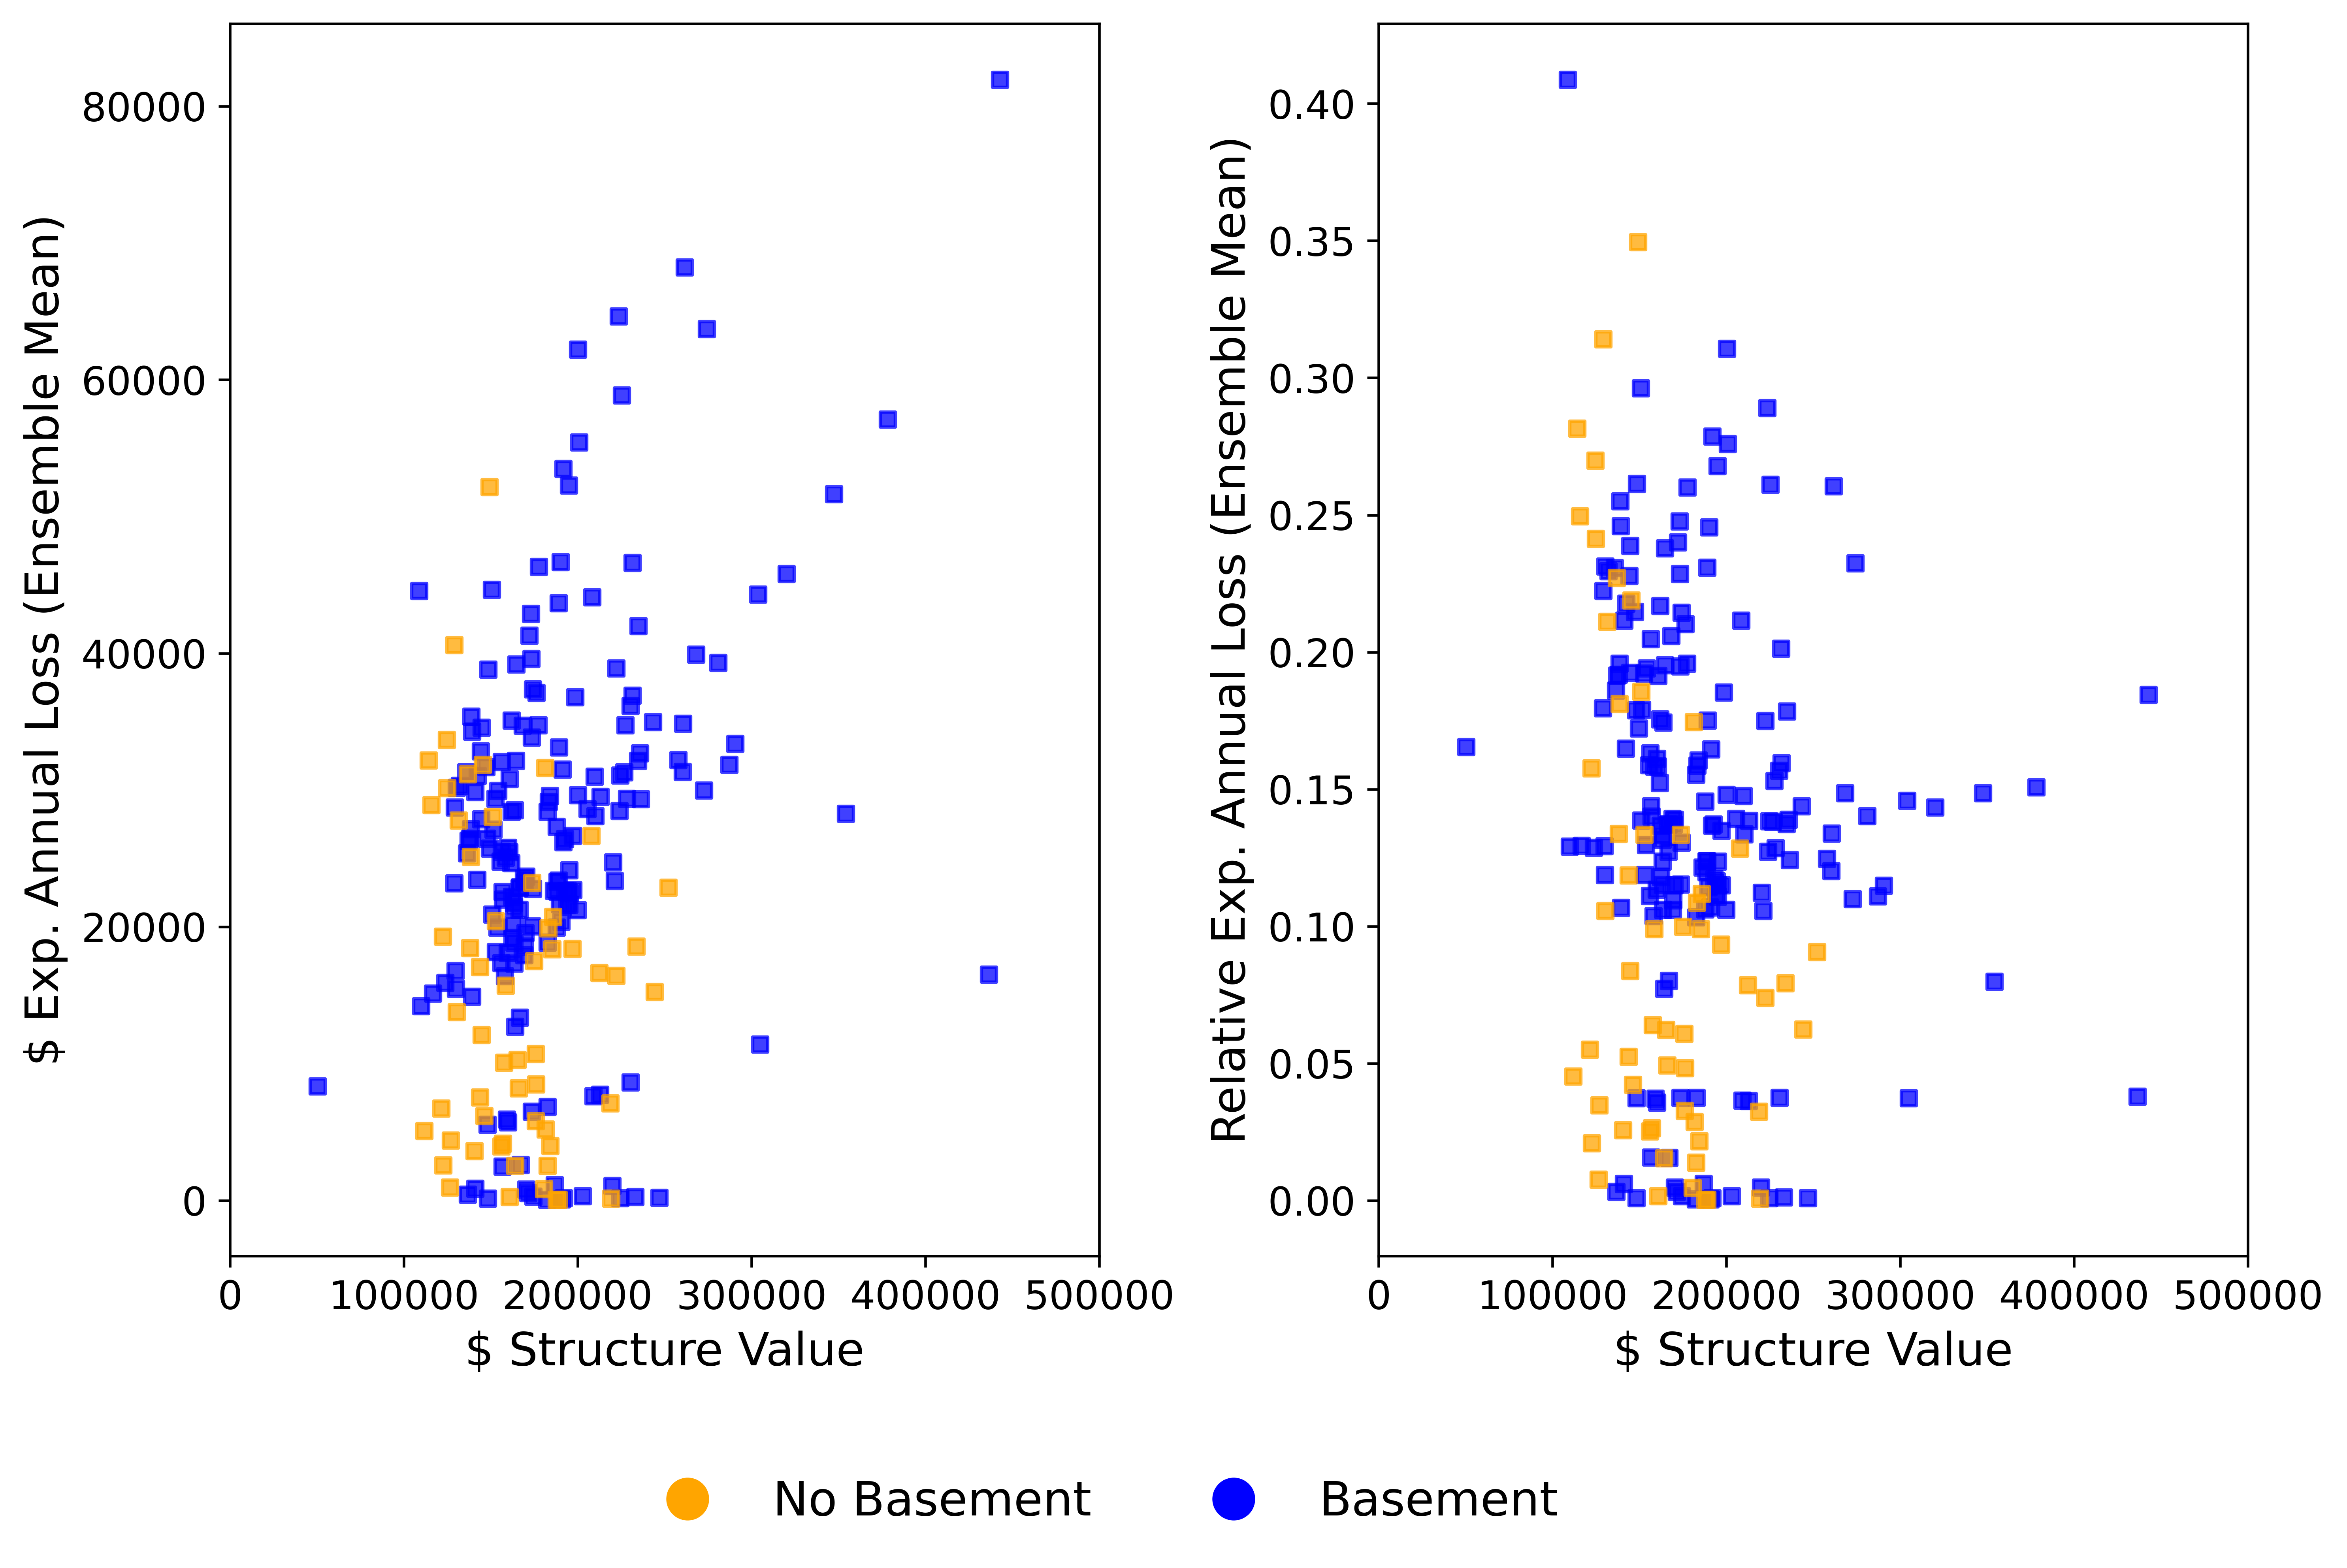 $ Exp. Annual Loss (Ensemble Mean)
80000
60000
40000
20000
0
0 100000 200000 300000 400000 500000
$ Structure Value
Relative Exp. Annual Loss (Ensemble Mean)
0.40
0.35
0.30
0.25
0.20
0.15
0.10
0.05
0.00
0 100000 200000 300000 400000 500000
$ Structure Value
No Basement
Basement